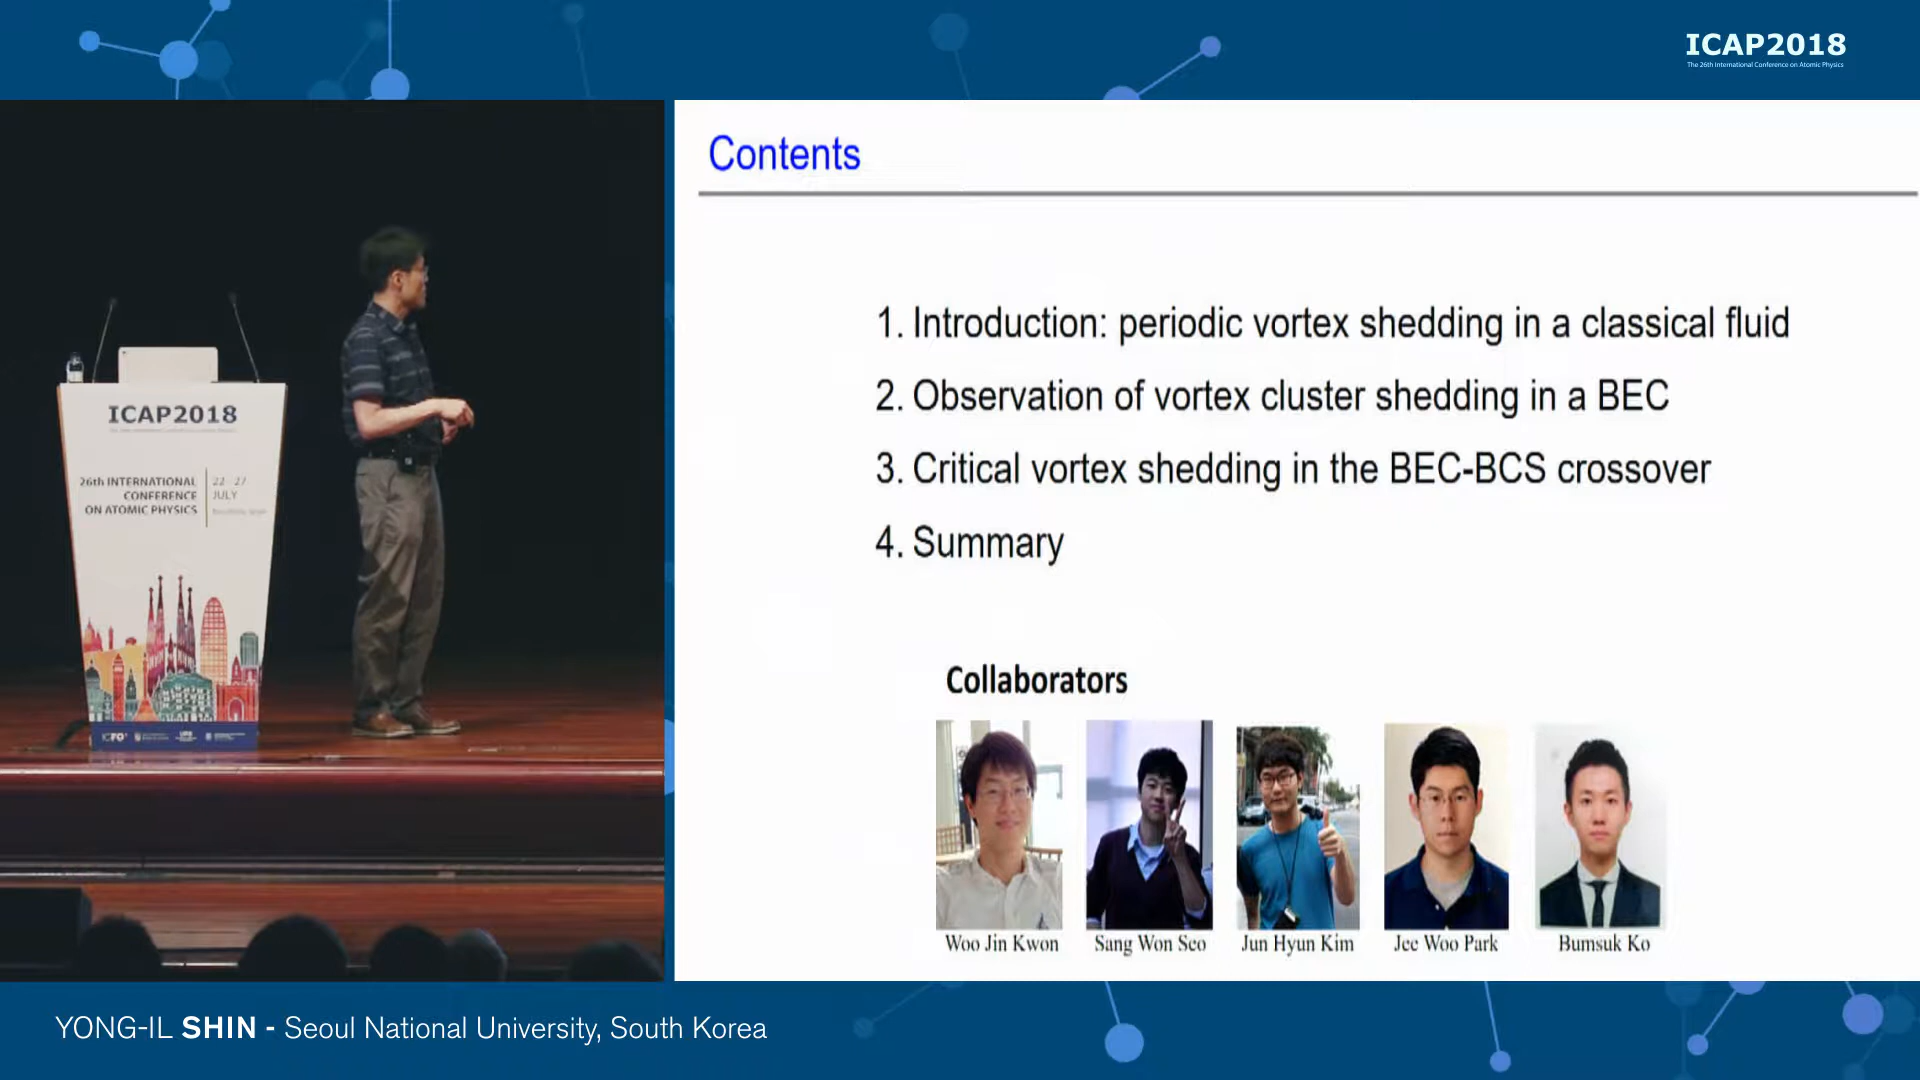 ICAP2018
The 26th International Conference on Atomic Physics
Contents
1. Introduction: periodic vortex shedding in a classical fluid
2. Observation of vortex cluster shedding in a BEC
3. Critical vortex shedding in the BEC-BCS crossover
4. Summary
Collaborators
Woo Jin Kwon
Sang Won Seo
Jun Hyun Kim
Jee Woo Park
Bumsuk Ko
ICAP2018
26th INTERNATIONAL
CONFERENCE
ON ATOMIC PHYSICS
22 27
JULY
ICFO
YONG-IL SHIN - Seoul National University, South Korea